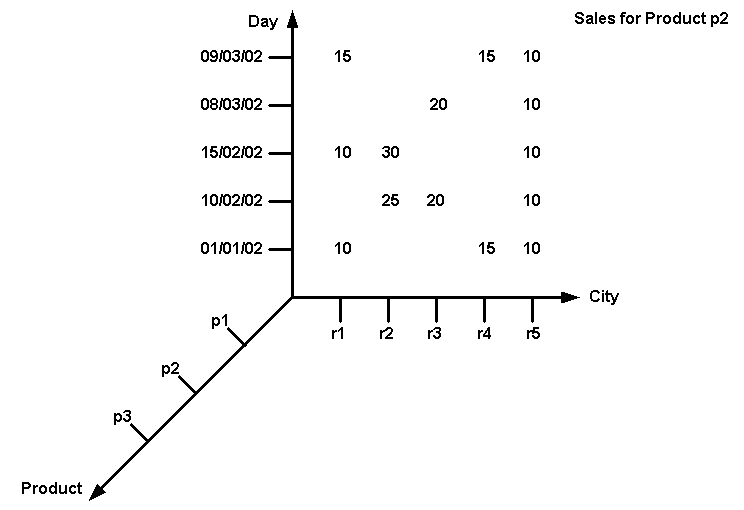 Day
Sales for Product p2
09/03/02 15 15 10
08/03/02 20 10
15/02/02 10 30 10
10/02/02 25 20 10
01/01/02 10 15 10
City
r1 r2 r3 r4 r5
p1
p2
p3
Product